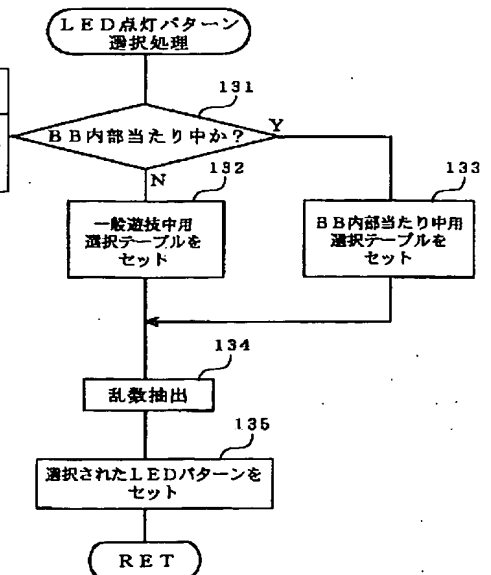 LED点灯パターン
選択処理
131
BB内部当たり中か?
Y
N
132
一般遊技中用
選択テーブルを
セット
133
BB内部当たり中用
選択テーブルを
セット
134
乱数抽出
135
選択されたLEDパターンを
セット
RET